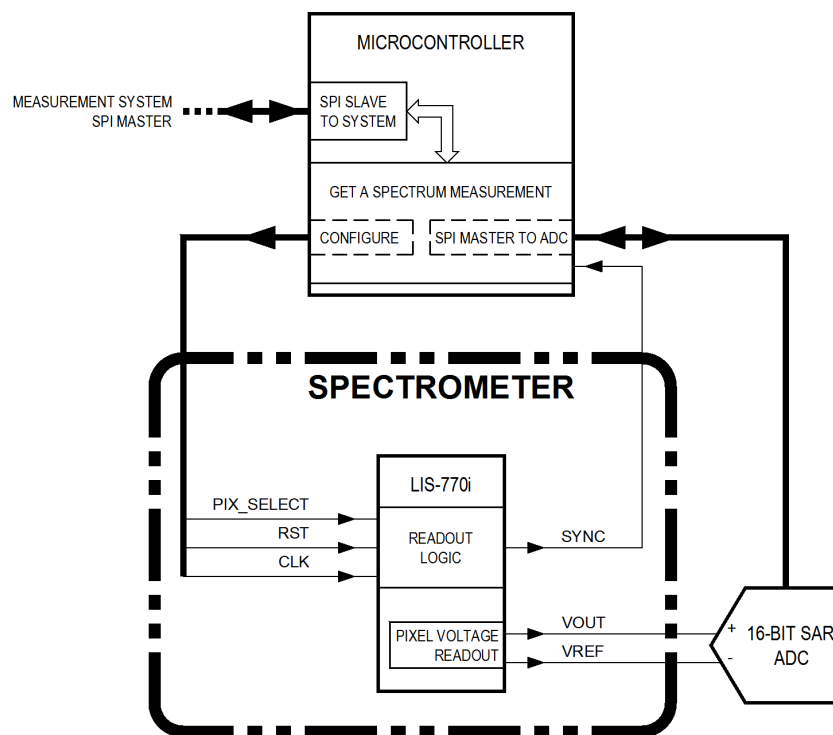 MICROCONTROLLER
MEASUREMENT SYSTEM
SPI MASTER
SPI SLAVE
TO SYSTEM
GET A SPECTRUM MEASUREMENT
CONFIGURE
SPI MASTER TO ADC
SPECTROMETER
LIS-770i
PIX_SELECT
RST
CLK
READOUT
LOGIC
SYNC
PIXEL VOLTAGE
READOUT
VOUT
VREF
+
-
16-BIT SAR
ADC